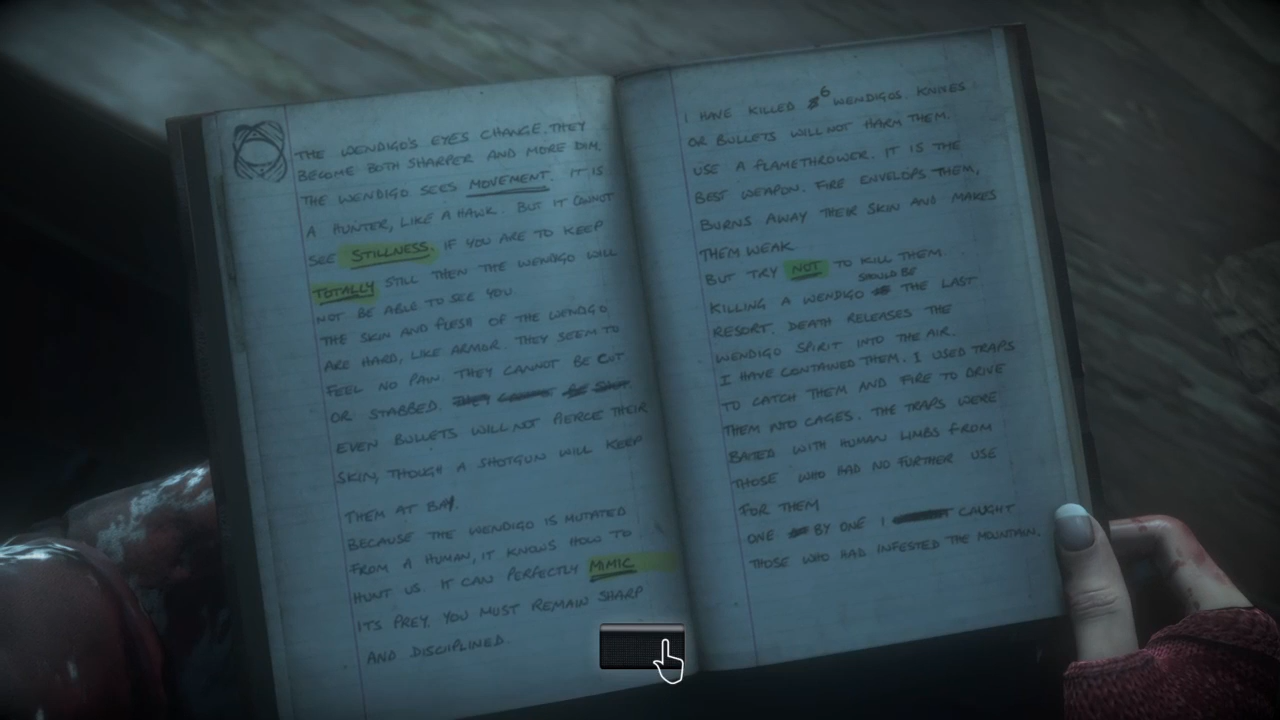 THE WENDIGO'S EYES CHANGE. THEY
BECOME BOTH SHARPER AND MORE DIM.
THE WENDIGO SEES MOVEMENT. IT IS
A HUNTER, LIKE A HAWK. BUT IT CANNOT
SEE STILLNESS. IF YOU ARE TO KEEP
TOTALLY STILL THEN THE WENDIGO WILL
NOT BE ABLE TO SEE YOU.
THE SKIN AND FLESH OF THE WENDIGO
ARE HARD, LIKE ARMOR. THEY SEEM TO
FEEL NO PAIN. THEY CANNOT BE CUT
OR STABBED. THEY CANNOT BE SHOT.
EVEN BULLETS WILL NOT PIERCE THEIR
SKIN, THOUGH A SHOTGUN WILL KEEP
THEM AT BAY.
BECAUSE THE WENDIGO IS MUTATED
FROM A HUMAN, IT KNOWS HOW TO
HUNT US. IT CAN PERFECTLY MIMIC
ITS PREY. YOU MUST REMAIN SHARP
AND DISCIPLINED.
I HAVE KILLED 6 WENDIGOS. KNIVES
OR BULLETS WILL NOT HARM THEM.
USE A FLAMETHROWER. IT IS THE
BEST WEAPON. FIRE ENVELOPS THEM,
BURNS AWAY THEIR SKIN AND MAKES
THEM WEAK
BUT TRY NOT TO KILL THEM.
KILLING A WENDIGO SHOULD BE THE LAST
RESORT. DEATH RELEASES THE
WENDIGO SPIRIT INTO THE AIR.
I HAVE CONTAINED THEM. I USED TRAPS
TO CATCH THEM AND FIRE TO DRIVE
THEM INTO CAGES. THE TRAPS WERE
BAITED WITH HUMAN LIMBS FROM
THOSE WHO HAD NO FURTHER USE
FOR THEM
ONE BY ONE I CAUGHT
THOSE WHO HAD INFESTED THE MOUNTAIN.